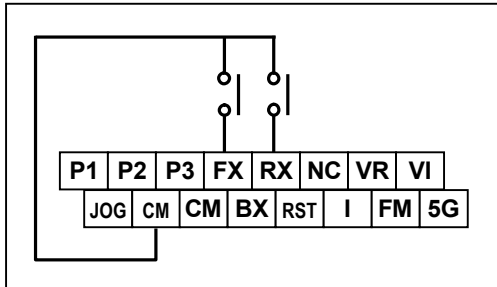 P1 P2 P3 FX RX NC VR VI
JOG CM CM BX RST I FM 5G